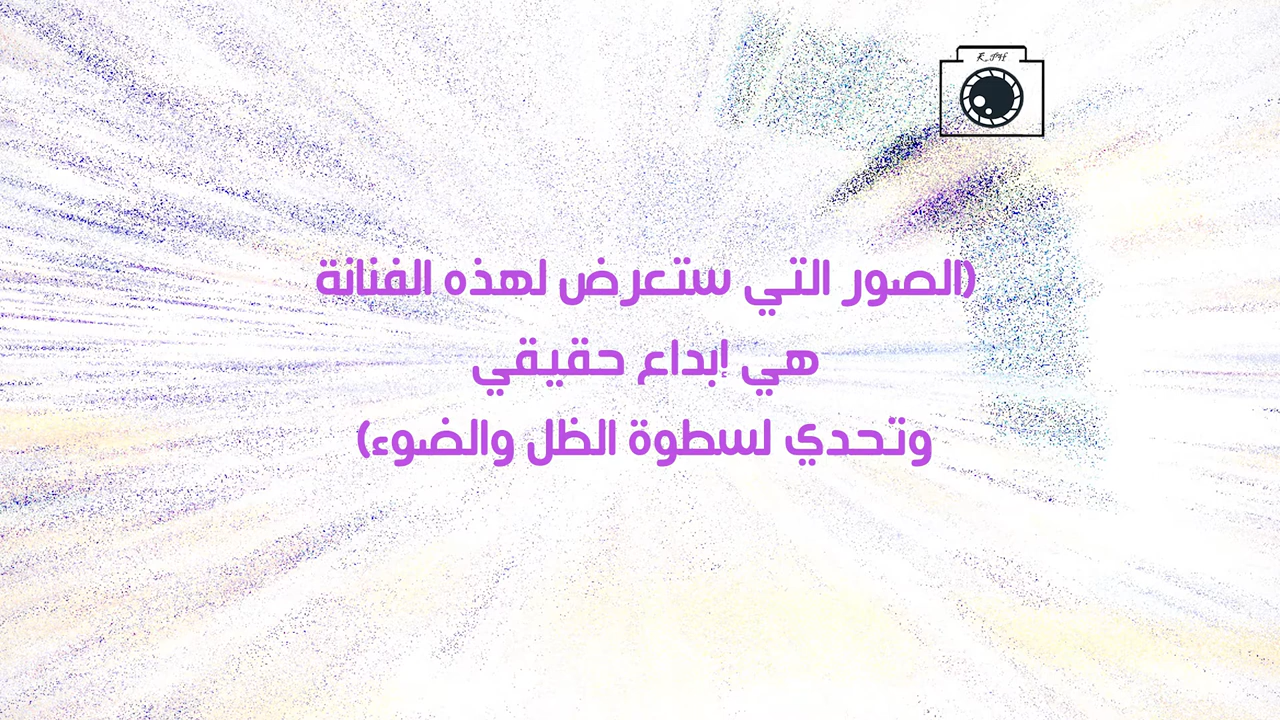 (الصور التي ستعرض لهذه الفنانة
هي إبداع حقيقي
وتحدي لسطوة الظل والضوء)